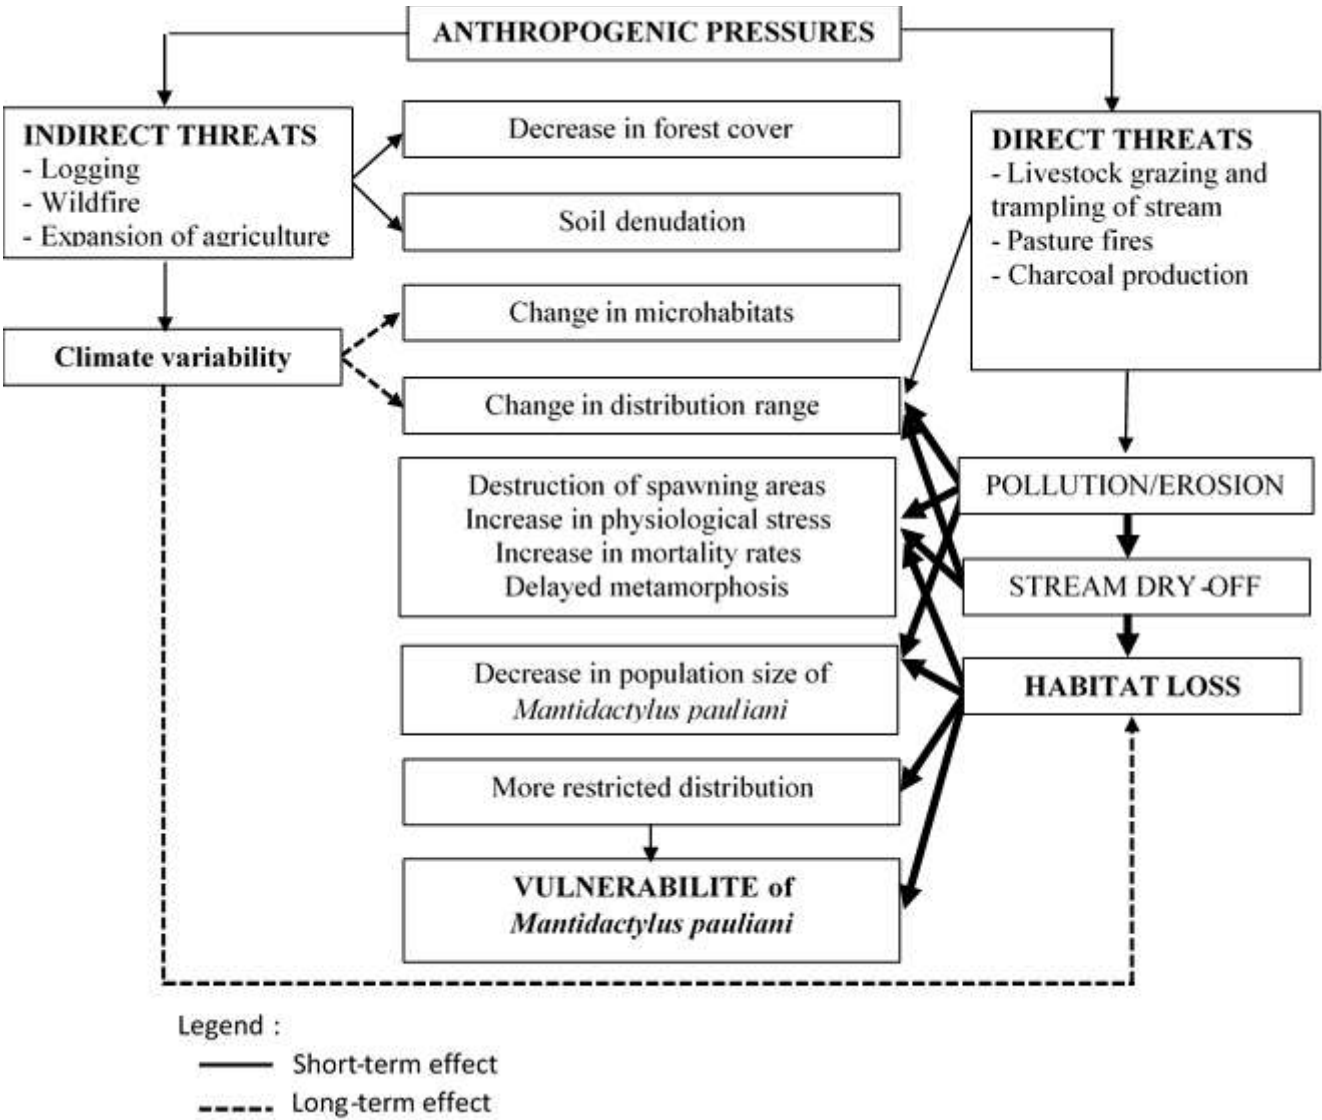 ANTHROPOGENIC PRESSURES
INDIRECT THREATS
- Logging
- Wildfire
- Expansion of agriculture
Decrease in forest cover
Soil denudation
DIRECT THREATS
- Livestock grazing and
trampling of stream
- Pasture fires
- Charcoal production
Climate variability
Change in microhabitats
Change in distribution range
Destruction of spawning areas
Increase in physiological stress
Increase in mortality rates
Delayed metamorphosis
POLLUTION/EROSION
STREAM DRY-OFF
HABITAT LOSS
Decrease in population size of
Mantidactylus pauliani
More restricted distribution
VULNERABILITE of
Mantidactylus pauliani
Legend :
Short-term effect
Long-term effect